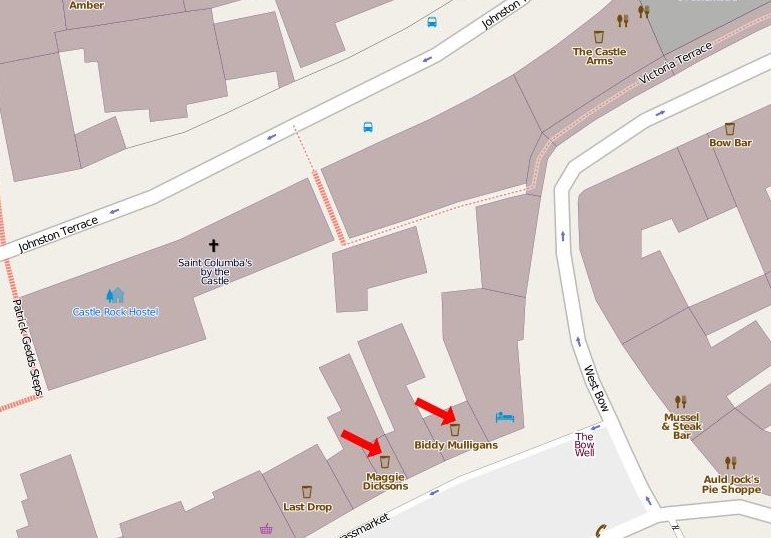 Amber
Johnston T
The Castle
Arms
Victoria Terrace
Bow Bar
Johnston Terrace
Saint Columba's
by the
Castle
Castle Rock Hostel
Patrick Gedds Steps
West Bow
Mussel
& Steak
Bar
Biddy Mulligans
The
Bow
Well
Maggie
Dicksons
Auld Jock's
Pie Shoppe
Last Drop
assmarket